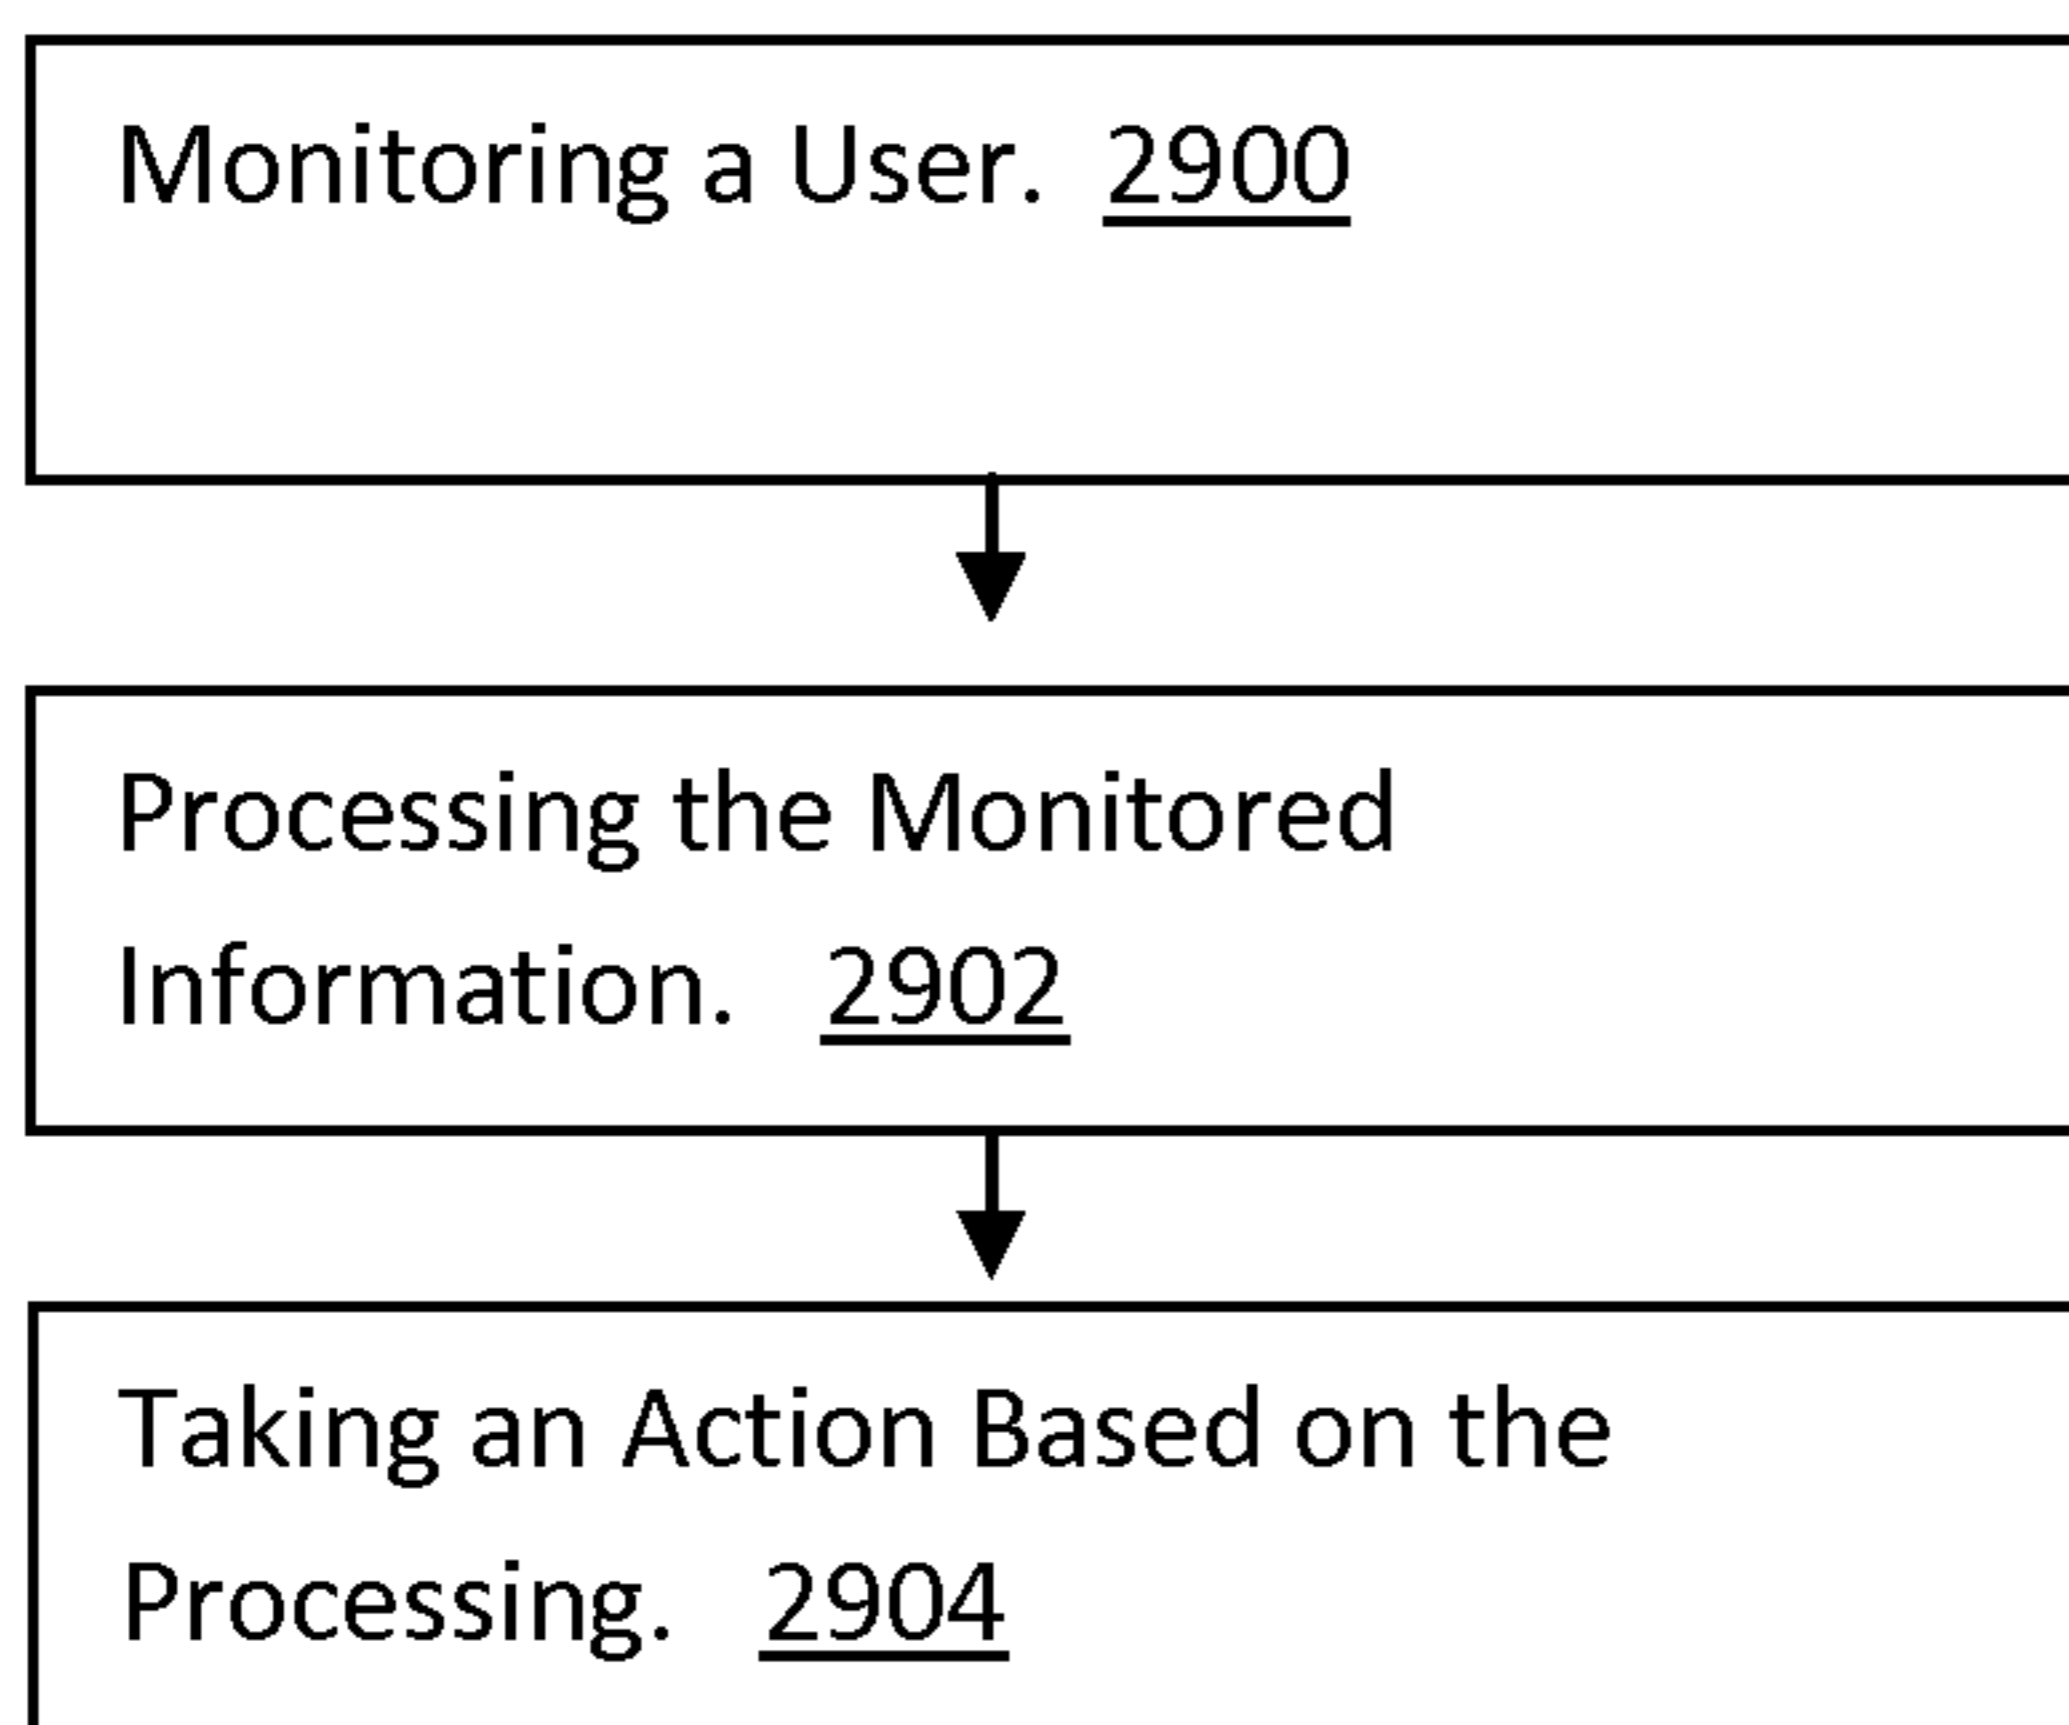 Monitoring a User. 2900
Processing the Monitored
Information. 2902
Taking an Action Based on the
Processing. 2904